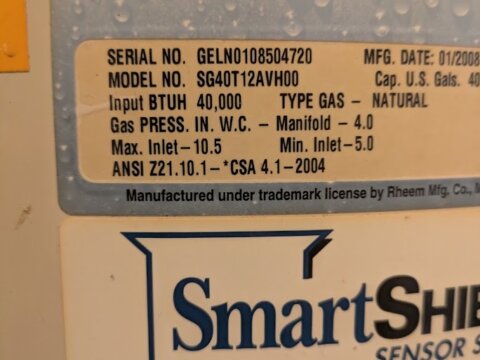 SERIAL NO. GELN0108504720 MFG. DATE: 01/2008
MODEL NO. SG40T12AVH00 Cap. U.S. Gals. 40
Input BTUH 40,000 TYPE GAS - NATURAL
Gas PRESS. IN. W.C. - Manifold - 4.0
Max. Inlet-10.5 Min. Inlet-5.0
ANSI Z21.10.1-*CSA 4.1-2004
Manufactured under trademark license by Rheem Mfg. Co.,
SmartSHIE
SENSOR S